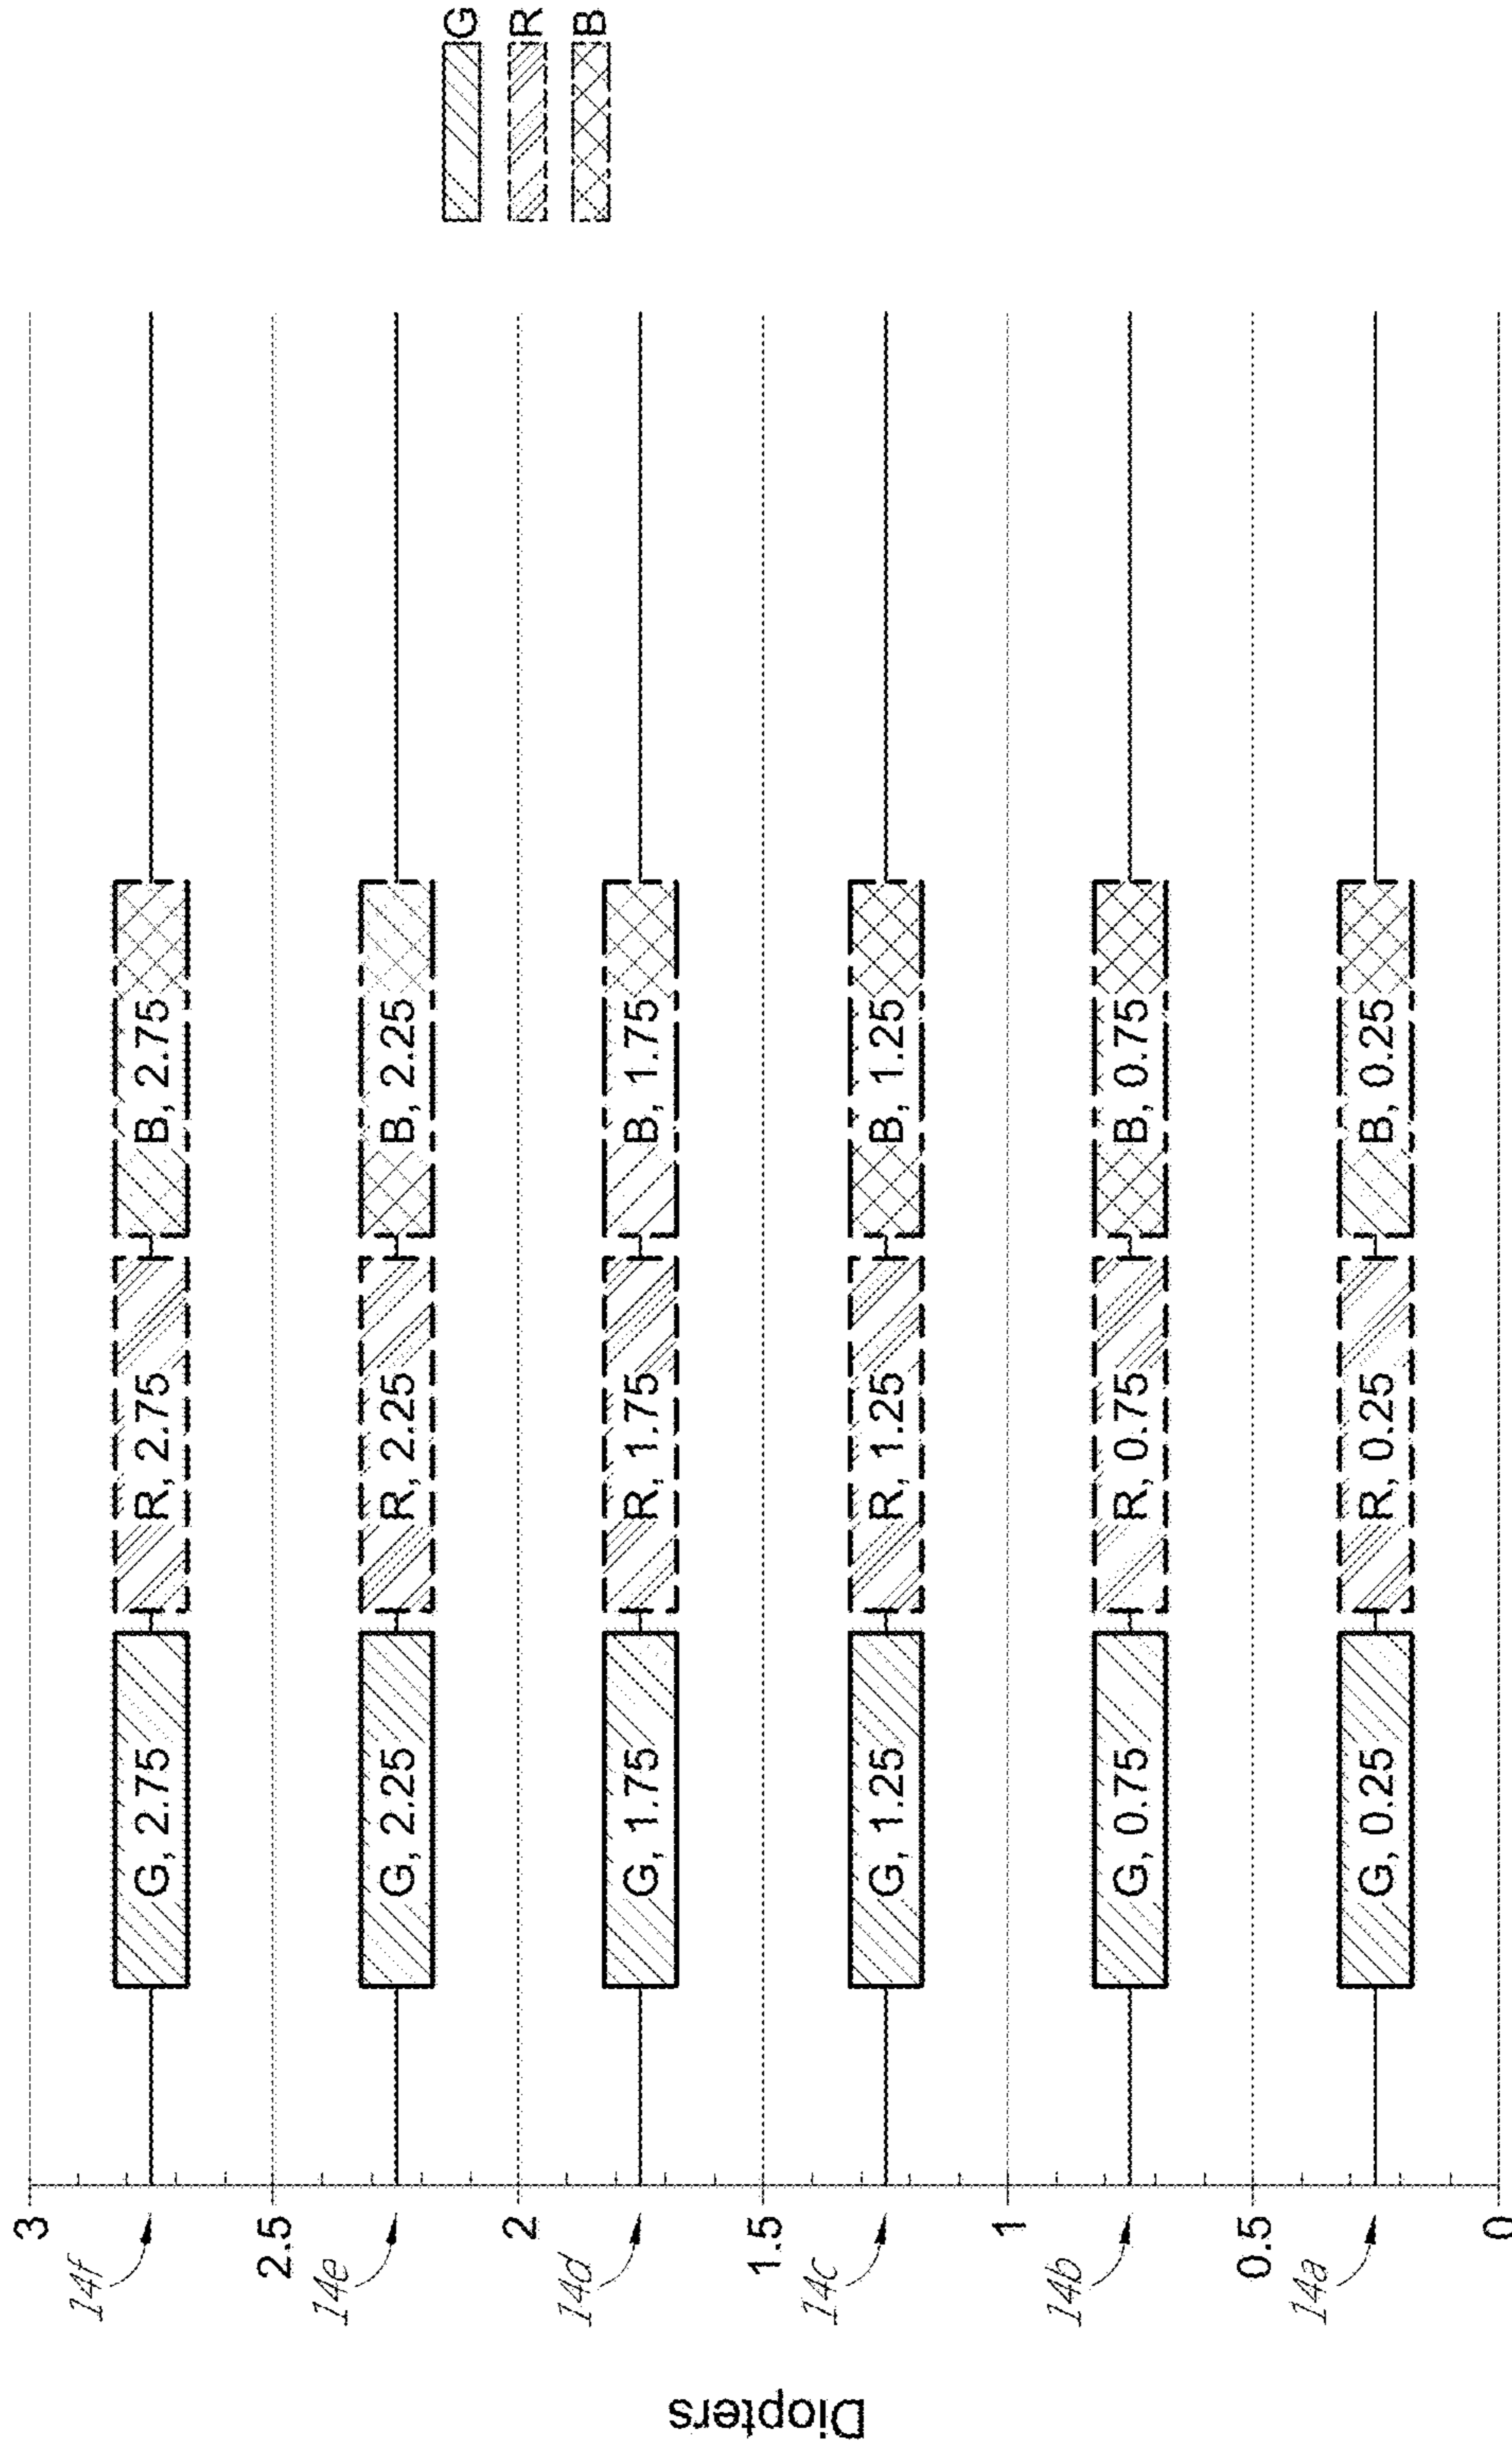 Diopters
3
14f
G, 2.75
R, 2.75
B, 2.75
2.5
14e
G, 2.25
R, 2.25
B, 2.25
2
14d
G, 1.75
R, 1.75
B, 1.75
1.5
14c
G, 1.25
R, 1.25
B, 1.25
1
14b
G, 0.75
R, 0.75
B, 0.75
0.5
14a
G, 0.25
R, 0.25
B, 0.25
0
G
R
B